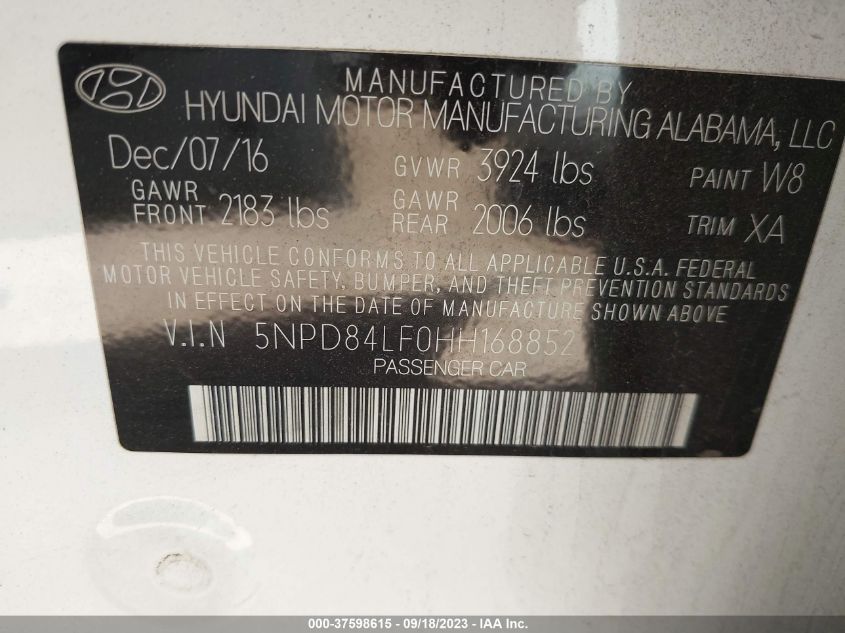 MANUFACTURED BY
HYUNDAI MOTOR MANUFACTURING ALABAMA, LLC
Dec/07/16 GVWR 3924 lbs PAINT W8
GAWR FRONT 2183 lbs GAWR REAR 2006 lbs TRIM XA
THIS VEHICLE CONFORMS TO ALL APPLICABLE U.S.A. FEDERAL
MOTOR VEHICLE SAFETY, BUMPER, AND THEFT PREVENTION STANDARDS
IN EFFECT ON THE DATE OF MANUFACTURE SHOWN ABOVE.
V.I.N 5NPD84LF0HH168852
PASSENGER CAR
000-37598615 - 09/18/2023 - IAA Inc.